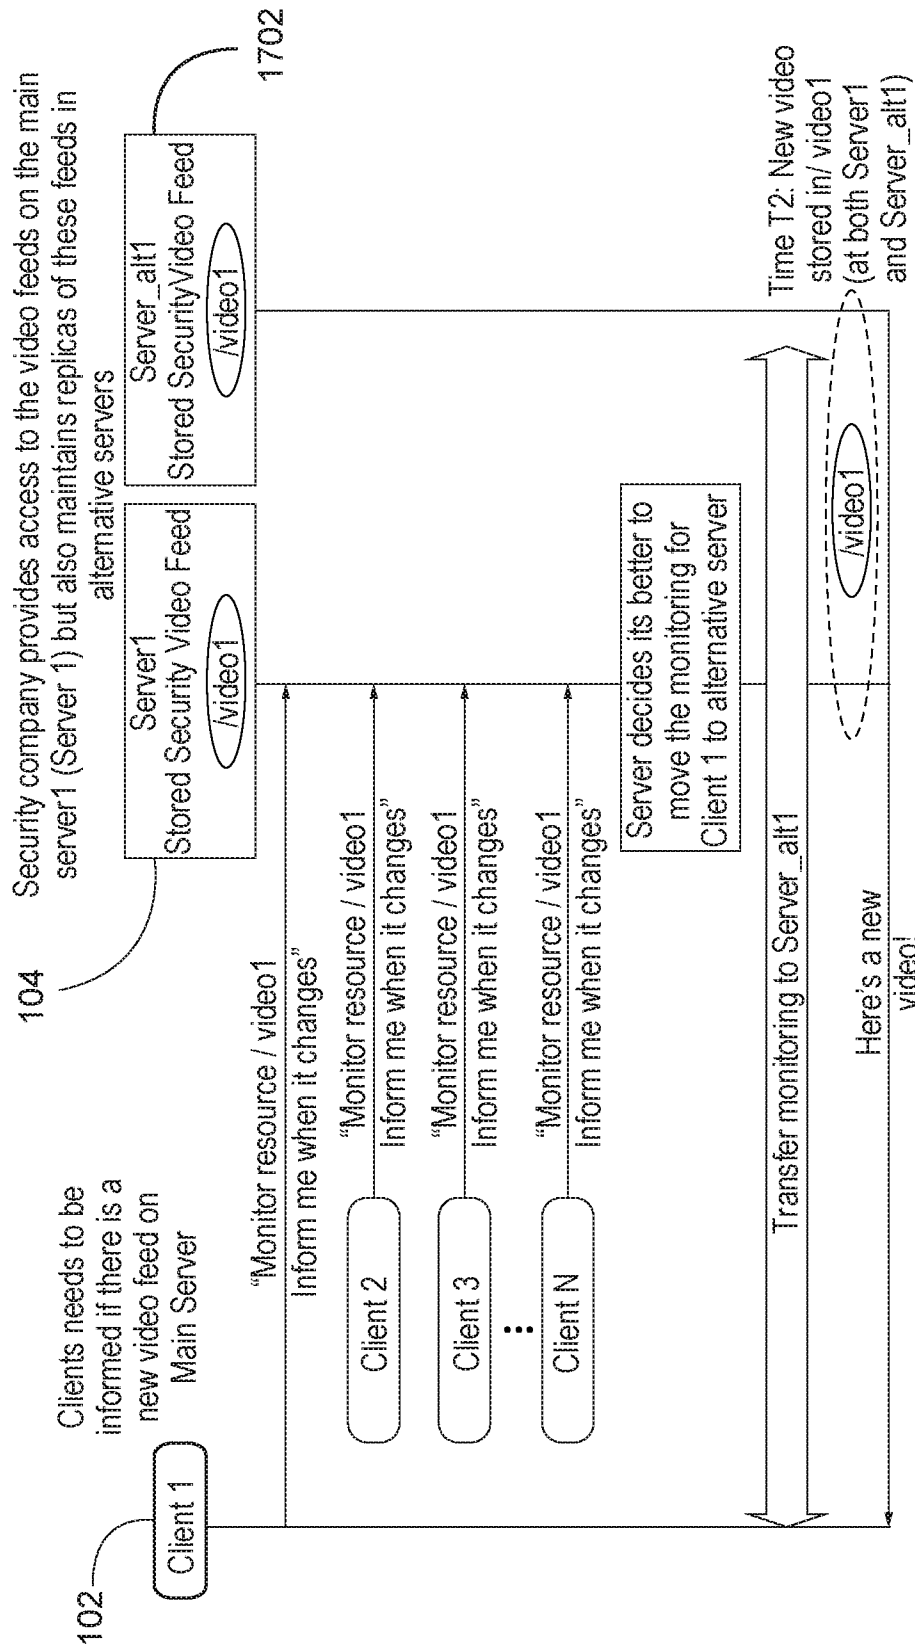 Security company provides access to the video feeds on the main
server1 (Server 1) but also maintains replicas of these feeds in
alternative servers
Clients needs to be
informed if there is a
new video feed on
Main Server
102
Client 1
104
Server1
Stored Security Video Feed
/video1
1702
Server_alt1
Stored SecurityVideo Feed
/video1
“Monitor resource / video1
Inform me when it changes”
Client 2
“Monitor resource / video1
Inform me when it changes”
Client 3
“Monitor resource / video1
Inform me when it changes”
Client N
“Monitor resource / video1
Inform me when it changes”
Server decides its better to
move the monitoring for
Client 1 to alternative server
Transfer monitoring to Server_alt1
Time T2: New video
stored in/ video1
(at both Server1
and Server_alt1)
/video1
Here's a new
video!